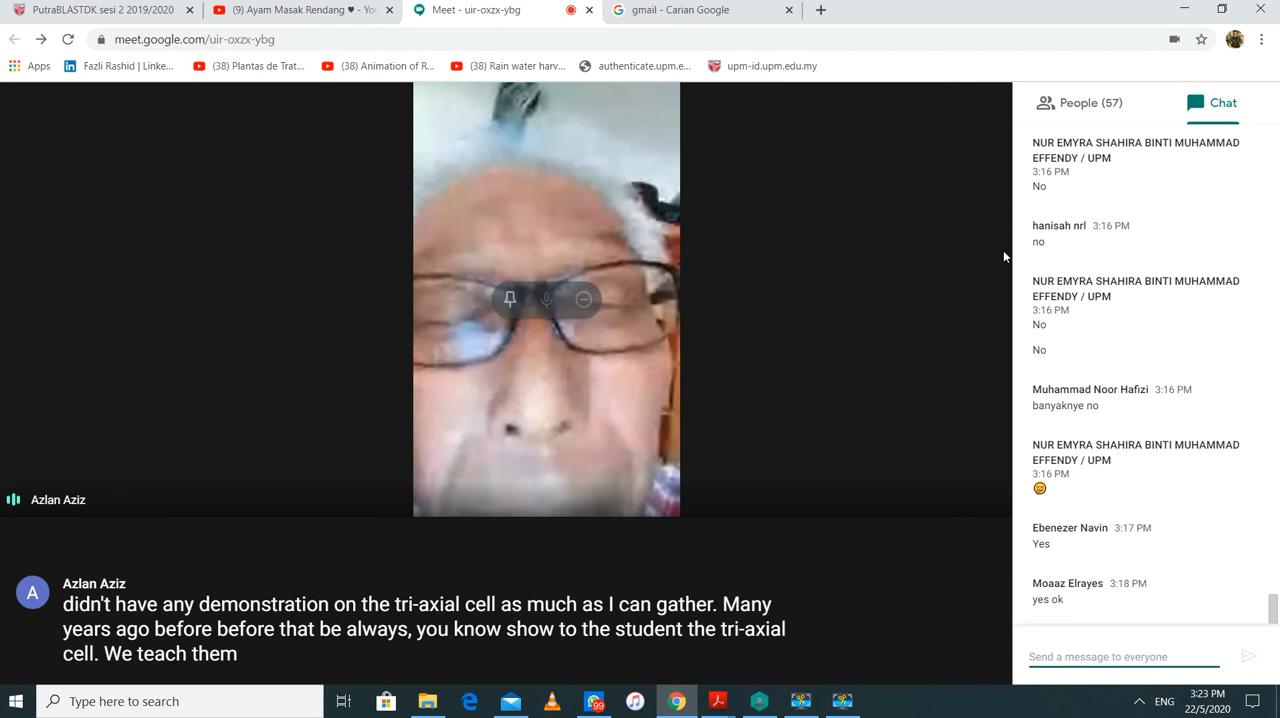 PutraBLASTDK sesi 2 2019/2020
(9) Ayam Masak Rendang ♥ - You
Meet - uir-oxzx-ybg
gmail - Carian Google
meet.google.com/uir-oxzx-ybg
Apps
Fazli Rashid | Linke...
(38) Plantas de Trat...
(38) Animation of R...
(38) Rain water harv...
authenticate.upm.e...
upm-id.upm.edu.my
People (57)
Chat
NUR EMYRA SHAHIRA BINTI MUHAMMAD
EFFENDY / UPM
3:16 PM
No
hanisah nrl 3:16 PM
no
NUR EMYRA SHAHIRA BINTI MUHAMMAD
EFFENDY / UPM
3:16 PM
No
No
Muhammad Noor Hafizi 3:16 PM
banyaknye no
NUR EMYRA SHAHIRA BINTI MUHAMMAD
EFFENDY / UPM
3:16 PM
😊
Ebenezer Navin 3:17 PM
Yes
Moaaz Elrayes 3:18 PM
yes ok
Send a message to everyone
Azlan Aziz
A
Azlan Aziz
didn't have any demonstration on the tri-axial cell as much as I can gather. Many
years ago before before that be always, you know show to the student the tri-axial
cell. We teach them
Type here to search
99
ENG
3:23 PM
22/5/2020